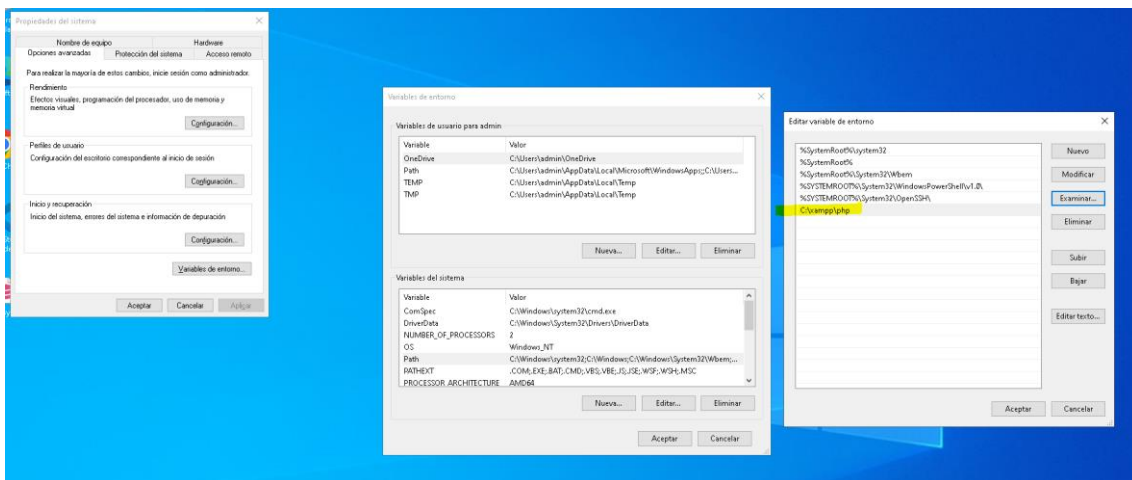 Propiedades del sistema
Nombre de equipo Hardware
Opciones avanzadas Protección del sistema Acceso remoto
Para realizar la mayoría de estos cambios, inicie sesión como administrador.
Rendimiento
Efectos visuales, programación del procesador, uso de memoria y
memoria virtual
Configuración...
Perfiles de usuario
Configuración del escritorio correspondiente al inicio de sesión
Configuración...
Inicio y recuperación
Inicio del sistema, errores del sistema e información de depuración
Configuración...
Variables de entorno...
Aceptar Cancelar Aplicar
Variables de entorno
Variables de usuario para admin
Variable Valor
OneDrive C:\Users\admin\OneDrive
Path C:\Users\admin\AppData\Local\Microsoft\WindowsApps;;C:\Users...
TEMP C:\Users\admin\AppData\Local\Temp
TMP C:\Users\admin\AppData\Local\Temp
Nueva... Editar... Eliminar
Variables del sistema
Variable Valor
ComSpec C:\Windows\system32\cmd.exe
DriverData C:\Windows\System32\Drivers\DriverData
NUMBER_OF_PROCESSORS 2
OS Windows_NT
Path C:\Windows\system32;C:\Windows;C:\Windows\System32\Wbem;...
PATHEXT .COM;.EXE;.BAT;.CMD;.VBS;.VBE;.JS;.JSE;.WSF;.WSH;.MSC
PROCESSOR_ARCHITECTURE AMD64
Nueva... Editar... Eliminar
Aceptar Cancelar
Editar variable de entorno
%SystemRoot%\system32
%SystemRoot%
%SystemRoot%\System32\Wbem
%SYSTEMROOT%\System32\WindowsPowerShell\v1.0\
%SYSTEMROOT%\System32\OpenSSH\
C:\xampp\php
Nuevo
Modificar
Examinar...
Eliminar
Subir
Bajar
Editar texto...
Aceptar Cancelar